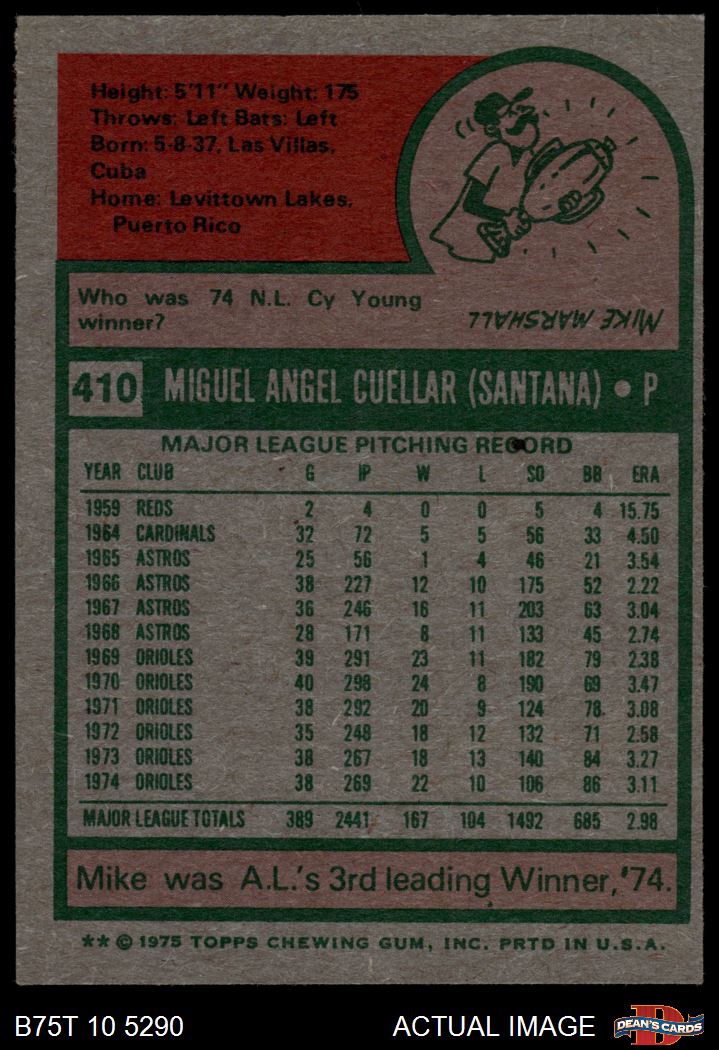 Height: 5'11" Weight: 175
Throws: Left Bats: Left
Born: 5-8-37, Las Villas,
Cuba
Home: Levittown Lakes,
Puerto Rico
Who was 74 N.L. Cy Young
winner?
MIKE MARSHALL
410 MIGUEL ANGEL CUELLAR (SANTANA) • P
MAJOR LEAGUE PITCHING RECORD
YEAR CLUB G IP W L SO BB ERA
1959 REDS 2 4 0 0 5 4 15.75
1964 CARDINALS 32 72 5 5 56 33 4.50
1965 ASTROS 25 56 1 4 46 21 3.54
1966 ASTROS 38 227 12 10 175 52 2.22
1967 ASTROS 36 246 16 11 203 63 3.04
1968 ASTROS 28 171 8 11 133 45 2.74
1969 ORIOLES 39 291 23 11 182 79 2.38
1970 ORIOLES 40 298 24 8 190 69 3.47
1971 ORIOLES 38 292 20 9 124 78 3.08
1972 ORIOLES 35 248 18 12 132 71 2.58
1973 ORIOLES 38 267 18 13 140 84 3.27
1974 ORIOLES 38 269 22 10 106 86 3.11
MAJOR LEAGUE TOTALS 389 2441 167 104 1492 685 2.98
Mike was A.L.'s 3rd leading Winner,'74.
** © 1975 TOPPS CHEWING GUM, INC. PRTD IN U.S.A.
B75T 10 5290 ACTUAL IMAGE DEAN'S CARDS